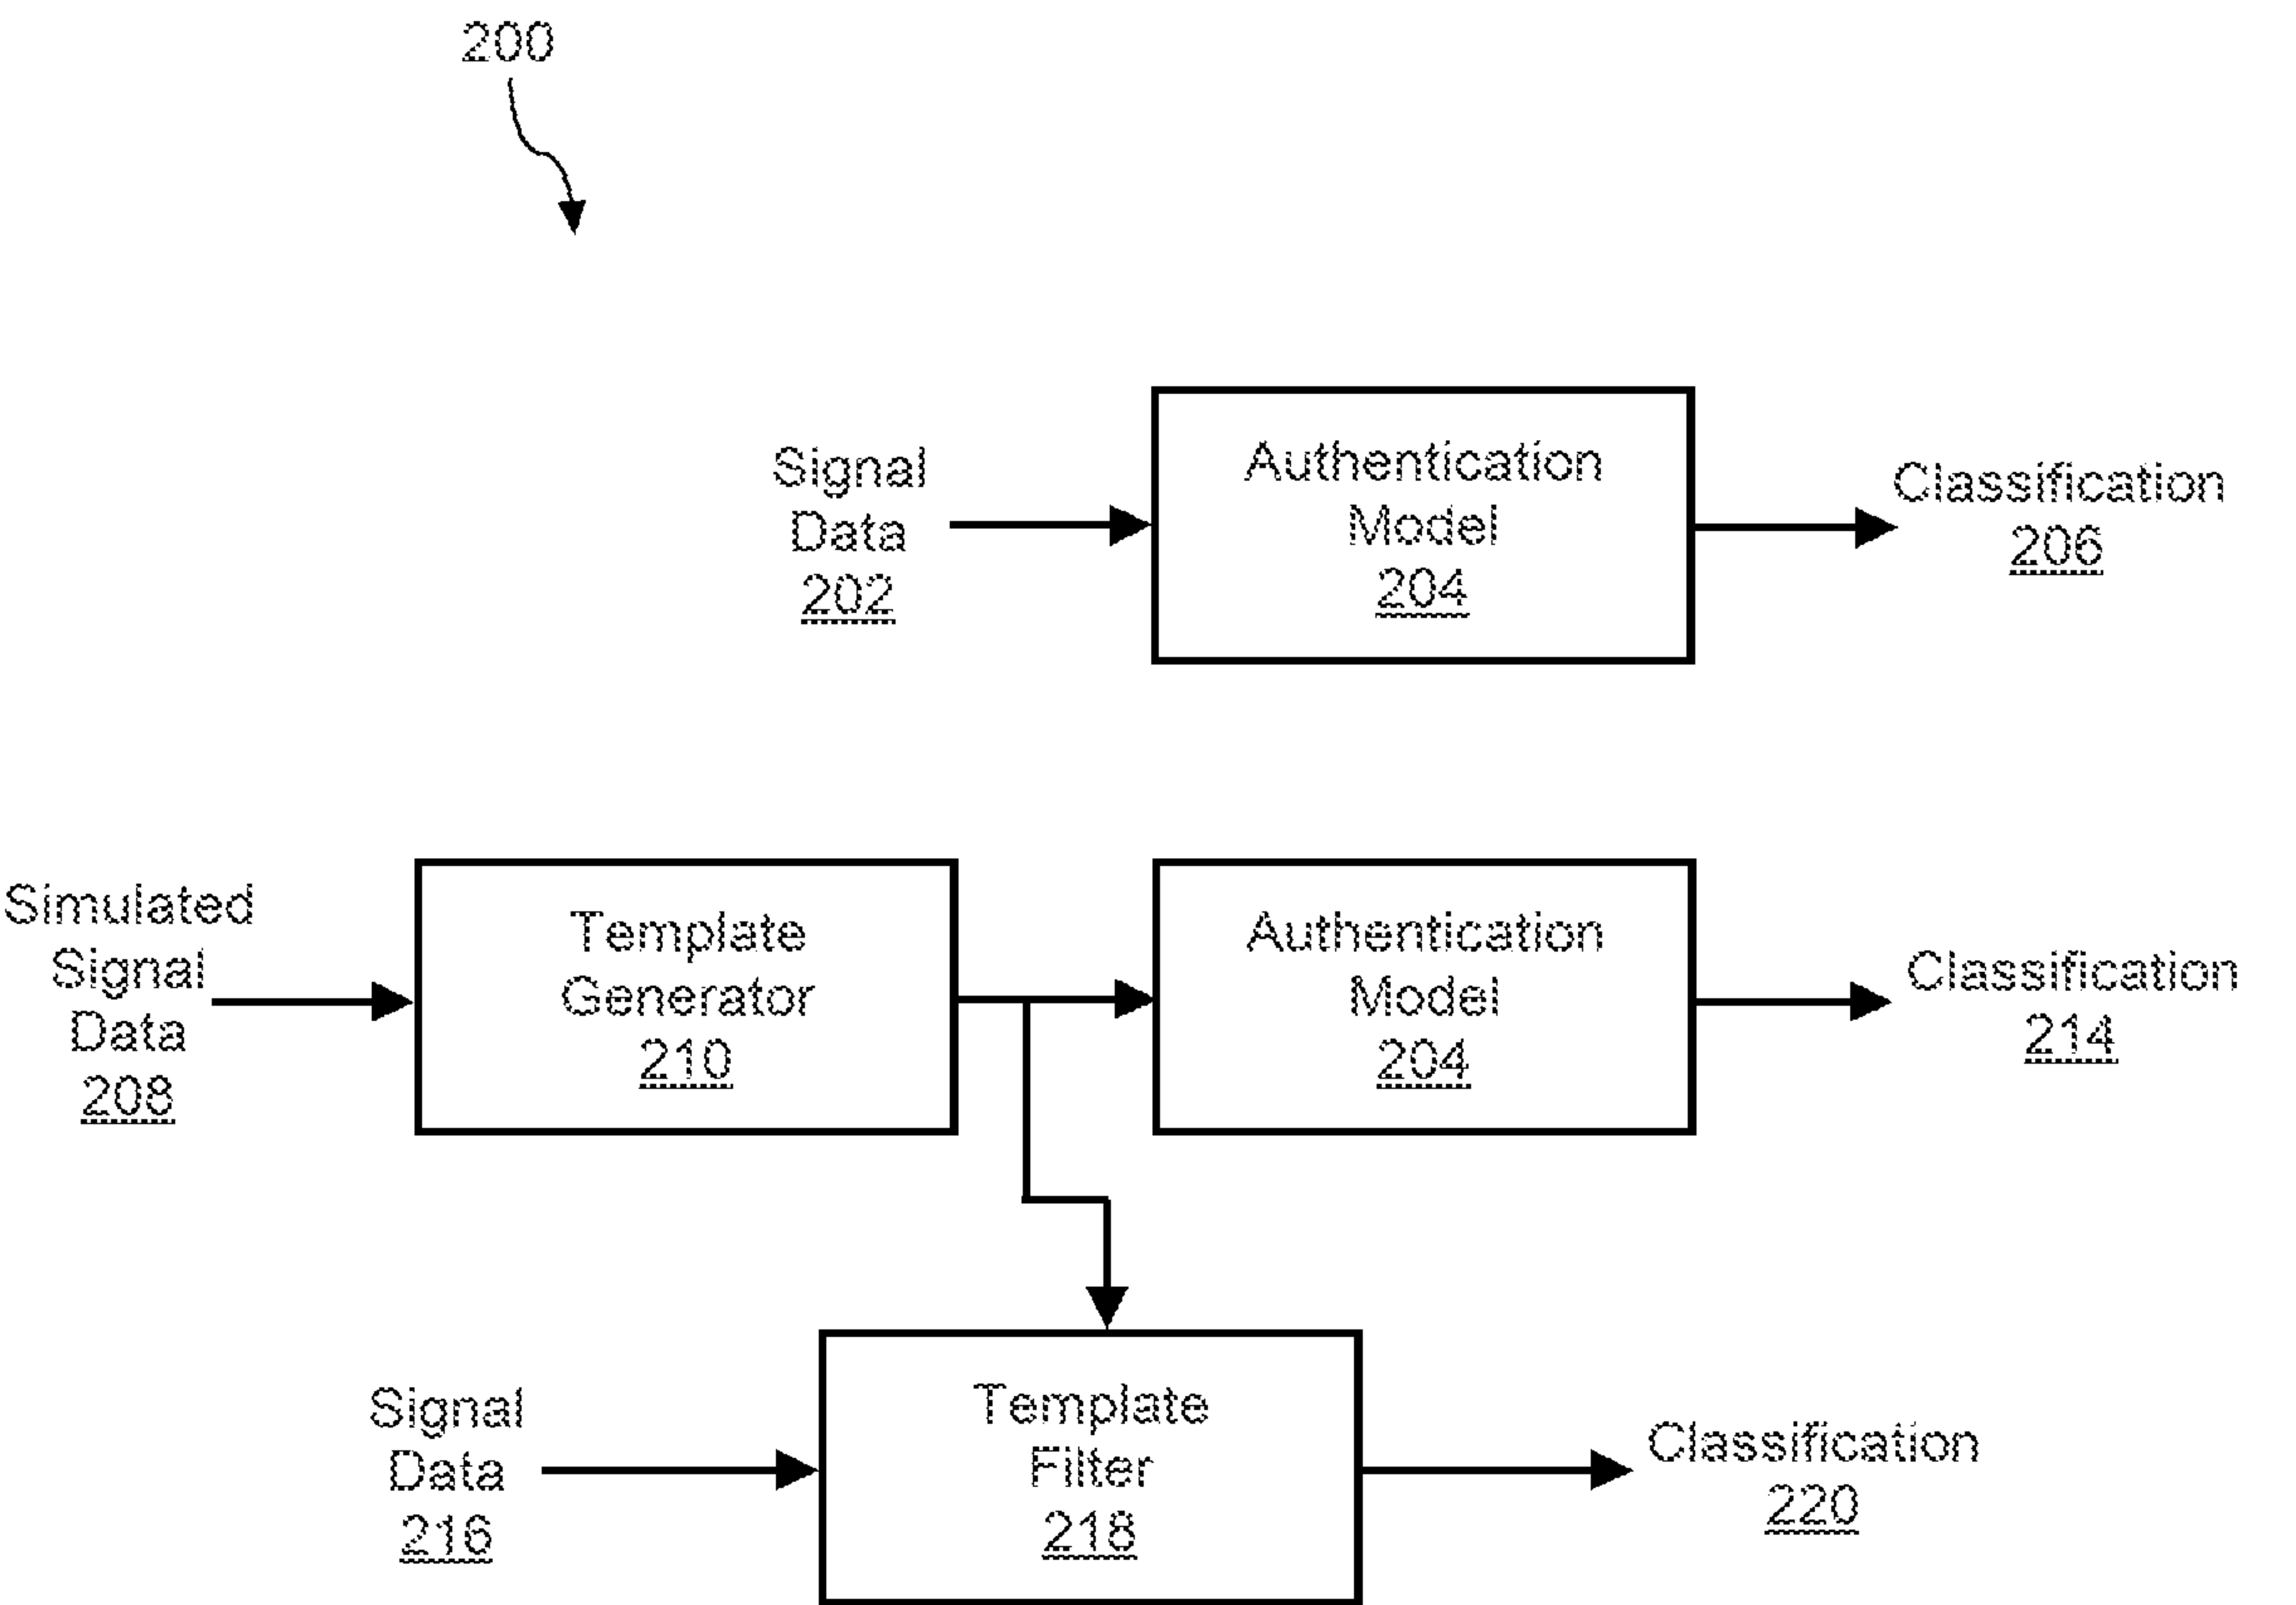 200
Signal
Data
202
Authentication
Model
204
Classification
206
Simulated
Signal
Data
208
Template
Generator
210
Authentication
Model
204
Classification
214
Signal
Data
216
Template
Filter
218
Classification
220